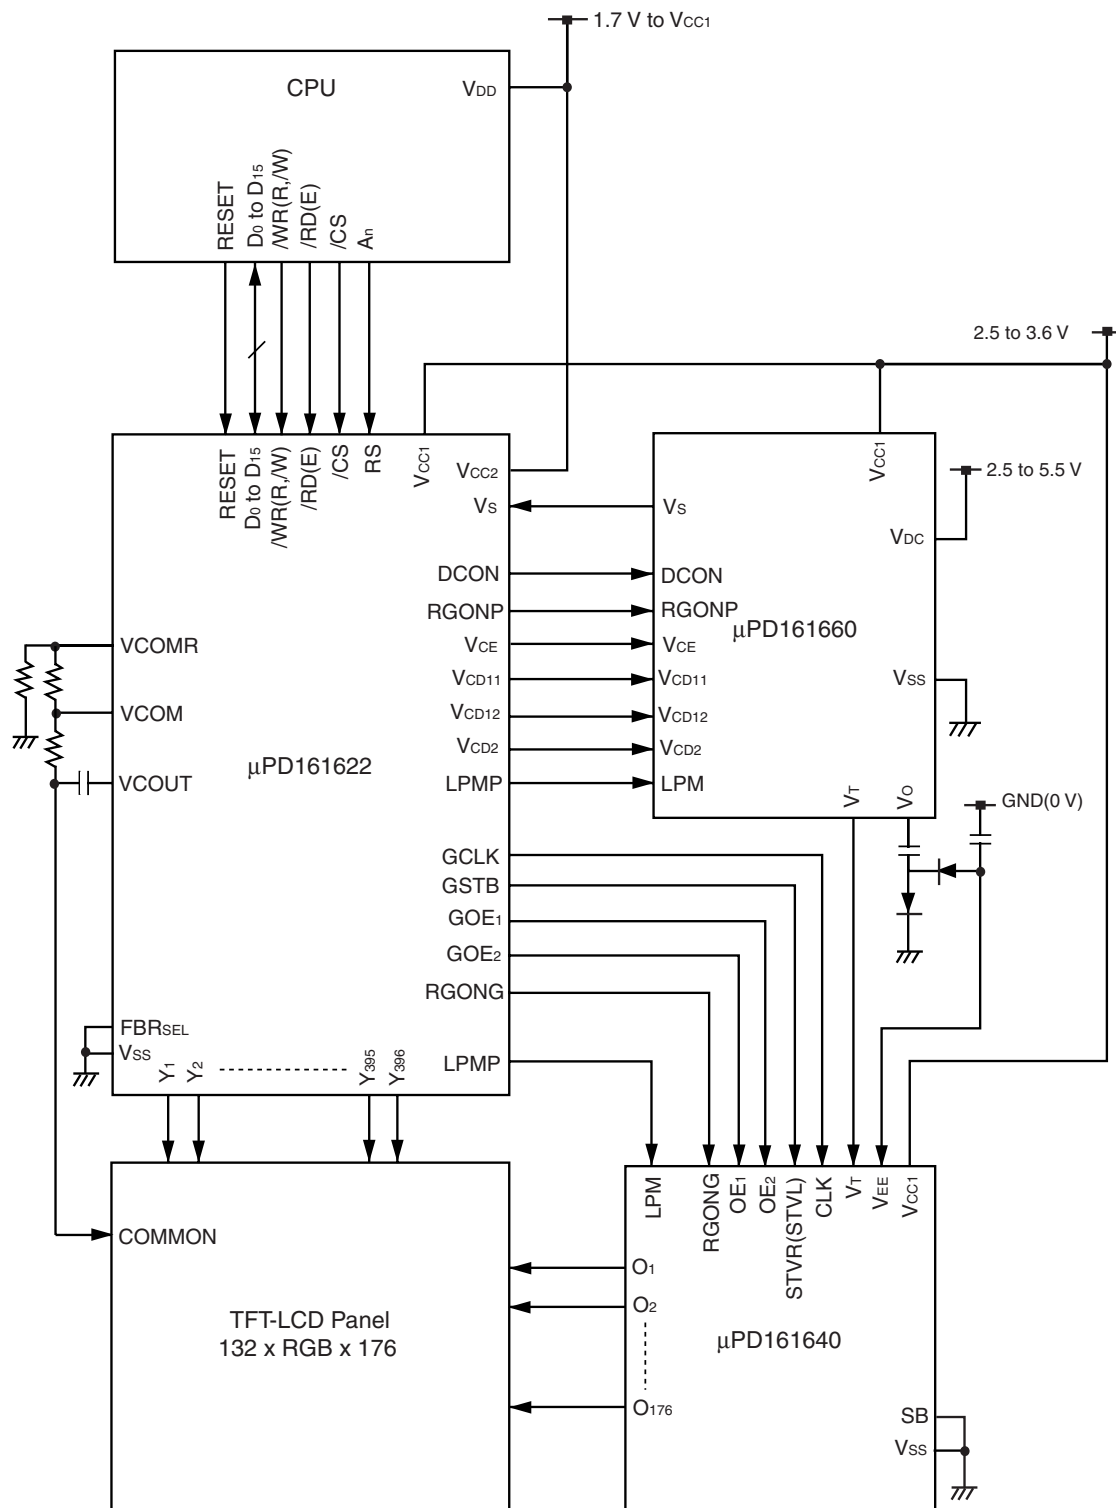 1.7 V to VCC1
CPU
VDD
RESET
D0 to D15
/WR(R,/W)
/RD(E)
/CS
An
2.5 to 3.6 V
RESET
D0 to D15
/WR(R,/W)
/RD(E)
/CS
RS
VCC1
VCC2
VS
DCON
RGONP
VCE
VCD11
VCD12
VCD2
LPMP
GCLK
GSTB
GOE1
GOE2
RGONG
LPMP
VCOMR
VCOM
VCOUT
μPD161622
FBRSEL
VSS
Y1
Y2
Y395
Y396
VCC1
2.5 to 5.5 V
VS
VDC
DCON
RGONP
μPD161660
VCE
VCD11
VSS
VCD12
VCD2
LPM
VT
VO
GND(0 V)
COMMON
TFT-LCD Panel
132 x RGB x 176
LPM
RGONG
OE1
OE2
STVR(STVL)
CLK
VT
VEE
VCC1
O1
O2
μPD161640
O176
SB
VSS